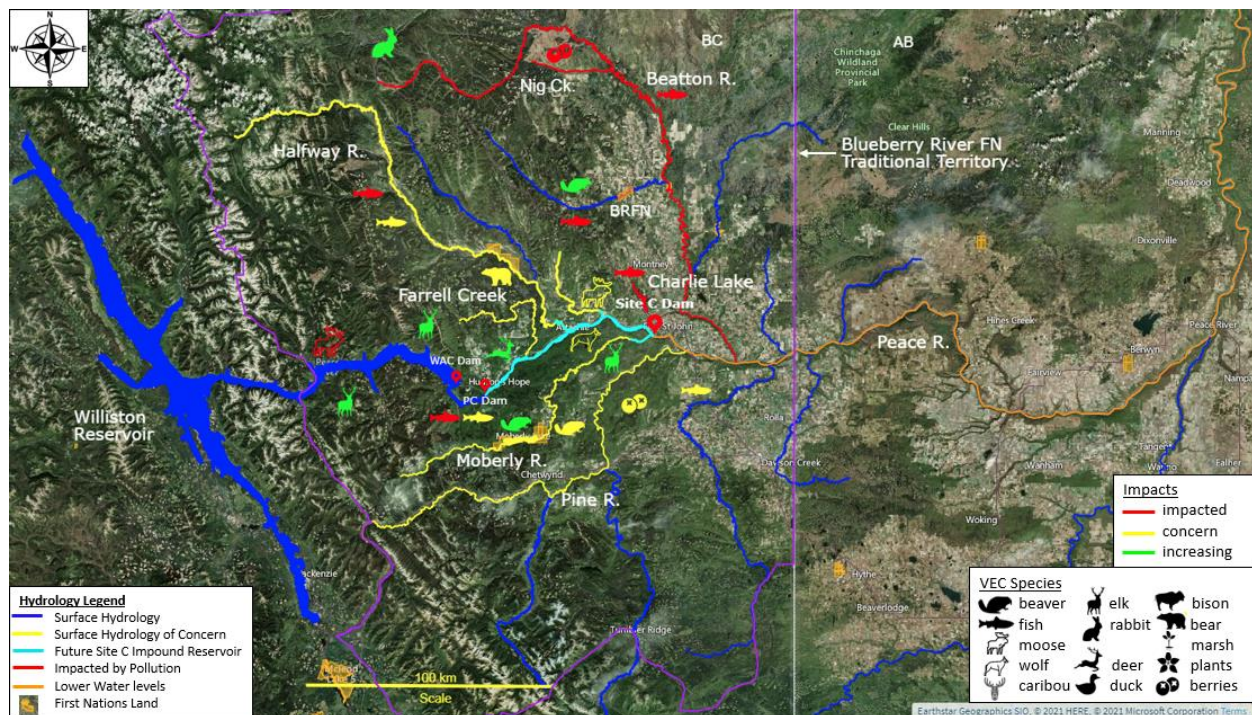 N
W
E
S
BC
AB
Chinchaga
Wildland
Provincial
Park
Nig Ck.
Beatton R.
Clear Hills
Manning
Blueberry River FN
Traditional Territory
Deadwood
Halfway R.
BRFN
Dixonville
Montney
Charlie Lake
Farrell Creek
Site C Dam
St John
Peace R.
Hines Creek
Peace River
WAC Dam
Hudson's Hope
PC Dam
Fairview
Berwyn
Nampa
Williston
Reservoir
Moberly R.
Chetwynd
Rolla
Dawson Creek
Wanham
Tangent
Pine R.
Woking
Hythe
Beaverlodge
Tumbler Ridge
100 km
Scale
Impacts
impacted
concern
increasing
VEC Species
beaver
elk
bison
fish
rabbit
bear
moose
marsh
wolf
deer
plants
caribou
duck
berries
Hydrology Legend
Surface Hydrology
Surface Hydrology of Concern
Future Site C Impound Reservoir
Impacted by Pollution
Lower Water levels
First Nations Land
Earthstar Geographics SIO, © 2021 HERE, © 2021 Microsoft Corporation Terms